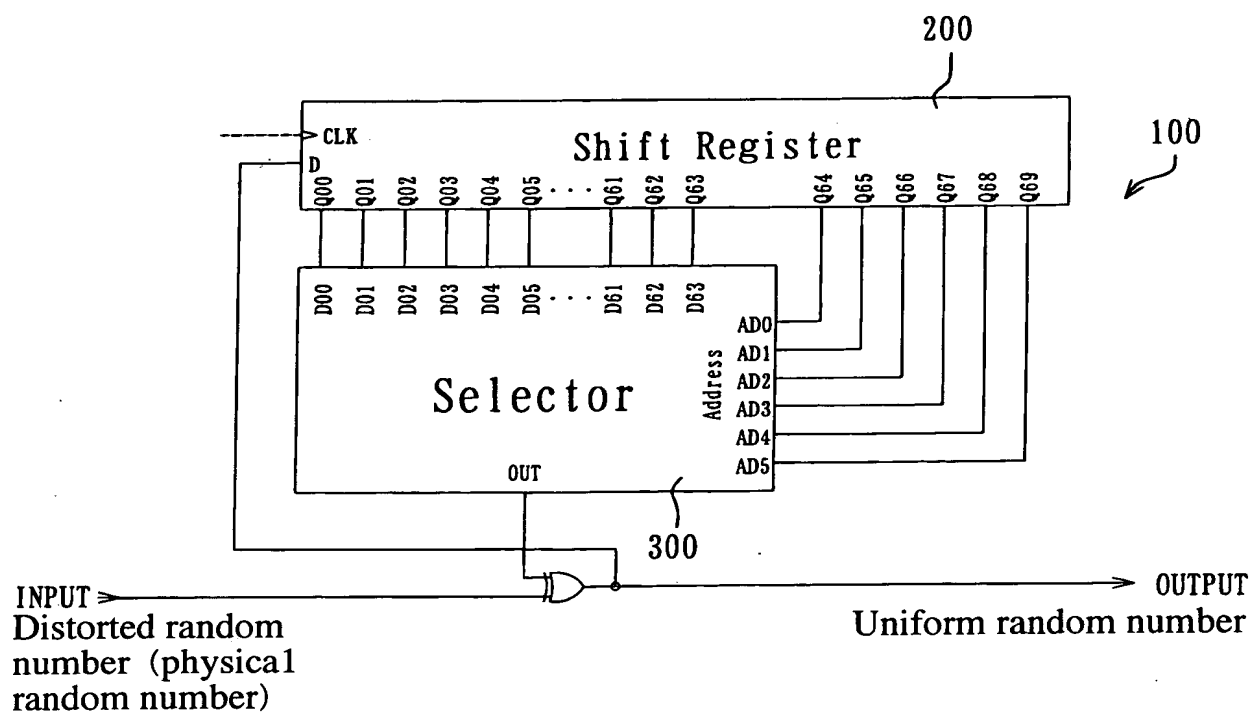 200
100
CLK
Shift Register
D
Q00 Q01 Q02 Q03 Q04 Q05 · · · Q61 Q62 Q63 Q64 Q65 Q66 Q67 Q68 Q69
D00 D01 D02 D03 D04 D05 · · · D61 D62 D63
AD0
AD1
AD2
AD3
AD4
AD5
Address
Selector
OUT
300
INPUT
OUTPUT
Distorted random
number (physical
random number)
Uniform random number